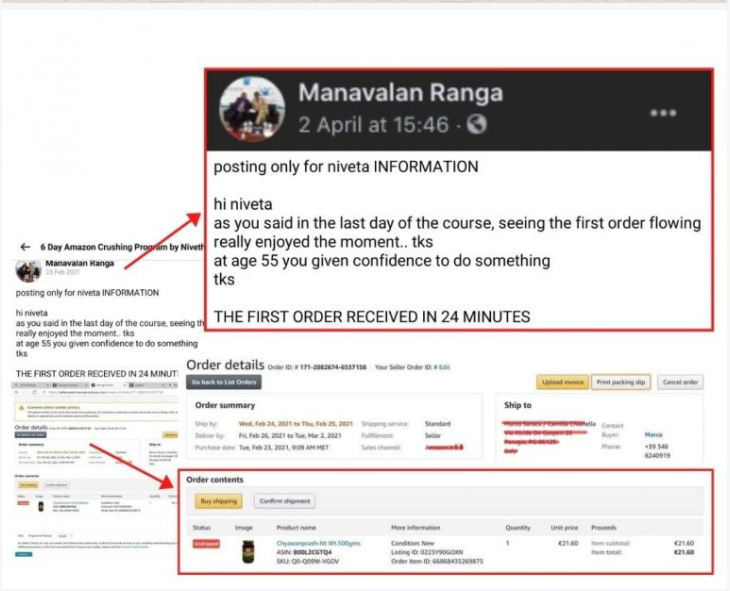 Manavalan Ranga
2 April at 15:46 ·
posting only for niveta INFORMATION
hi niveta
as you said in the last day of the course, seeing the first order flowing
really enjoyed the moment.. tks
at age 55 you given confidence to do something
tks
THE FIRST ORDER RECEIVED IN 24 MINUTES
6 Day Amazon Crushing Program by Niveth
Manavalan Ranga
23 Feb 2021
posting only for niveta INFORMATION
hi niveta
as you said in the last day of the course, seeing th
really enjoyed the moment.. tks
at age 55 you given confidence to do something
tks
THE FIRST ORDER RECEIVED IN 24 MINUT
Order details Order ID: # 171-2082674-6537158 Your Seller Order ID: # Edit
Go back to List Orders
Upload invoice Print packing slip Cancel order
Order summary
Ship by: Wed, Feb 24, 2021 to Thu, Feb 25, 2021 Shipping service: Standard
Deliver by: Fri, Feb 26, 2021 to Tue, Mar 2, 2021 Fulfilment: Seller
Purchase date: Tue, Feb 23, 2021, 9:09 AM MET Sales channel:
Ship to
Contact
Buyer: Marca
Phone: +39 346
8240919
Order contents
Buy shipping Confirm shipment
Status Image Product name More information Quantity Unit price Proceeds
Unshipped Chyawanprash-Nt Wt.500gms Condition: New 1 €21.60 Item subtotal: €21.60
ASIN: B00L2CGTQ4 Listing ID: 0223Y90GOXN Item total: €21.60
SKU: Q0-Q09W-VGOV Order Item ID: 66868435269875